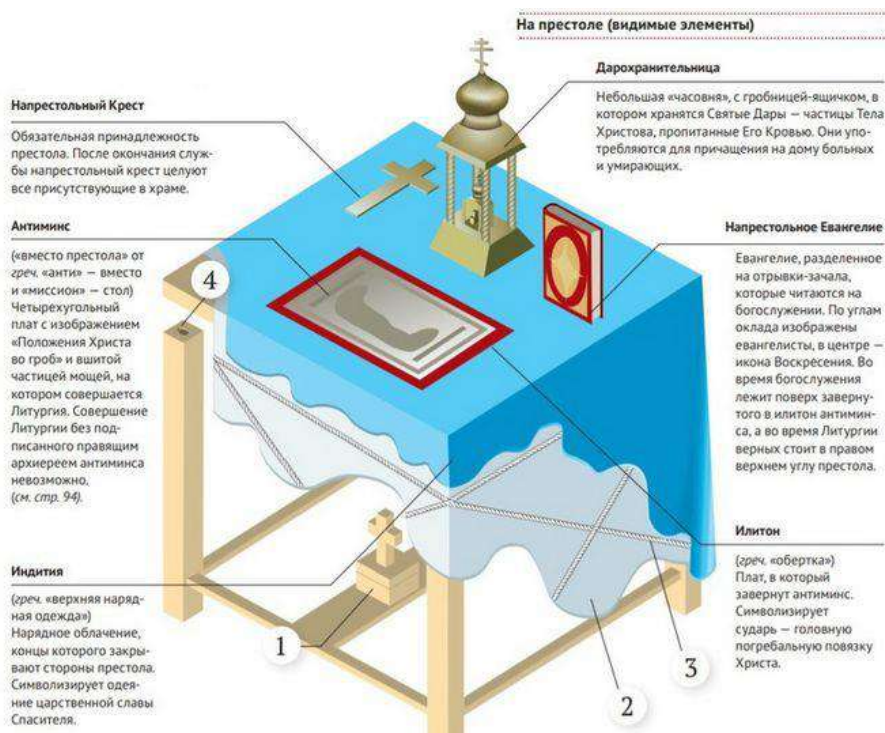 На престоле (видимые элементы)
Дарохранительница
Небольшая «часовня», с гробницей-ящичком, в
котором хранятся Святые Дары — частицы Тела
Христова, пропитанные Его Кровью. Они упо-
требляются для причащения на дому больных
и умирающих.
Напрестольный Крест
Обязательная принадлежность
престола. После окончания служ-
бы напрестольный крест целуют
все присутствующие в храме.
Антиминс
(«вместо престола» от
греч. «анти» — вместо
и «миссион» — стол)
Четырехугольный
плат с изображением
«Положения Христа
во гроб» и вшитой
частицей мощей, на
котором совершается
Литургия. Совершение
Литургии без под-
писанного правящим
архиереем антиминса
невозможно,
(см. стр. 94).
4
Напрестольное Евангелие
Евангелие, разделенное
на отрывки-зачала,
которые читаются на
богослужении. По углам
оклада изображены
евангелисты, в центре —
икона Воскресения. Во
время богослужения
лежит поверх заверну-
того в илитон антимин-
са, а во время Литургии
верных стоит в правом
верхнем углу престола.
Индития
(греч. «верхняя наряд-
ная одежда»)
Нарядное облачение,
концы которого закры-
вают стороны престола.
Символизирует одея-
ние царственной славы
Спасителя.
Илитон
(греч. «обертка»)
Плат, в который
завернут антиминс.
Символизирует
сударь — головную
погребальную повязку
Христа.
1
2
3